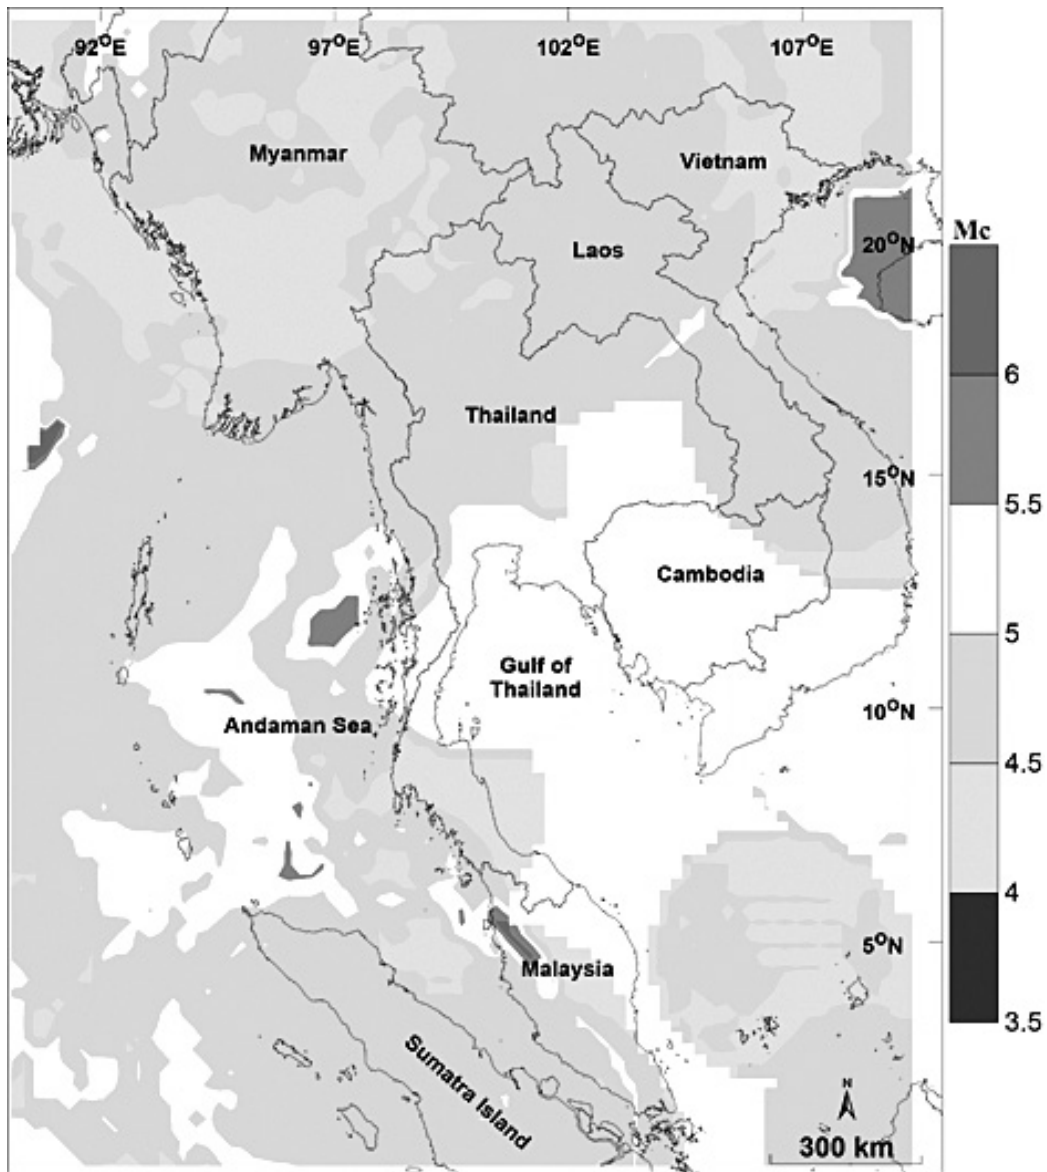 92°E
97°E
102°E
107°E
Myanmar
Vietnam
Laos
20°N
Mc
6
Thailand
15°N
5.5
Cambodia
5
Gulf of
Thailand
10°N
Andaman Sea
4.5
4
5°N
Malaysia
3.5
Sumatra Island
N
300 km